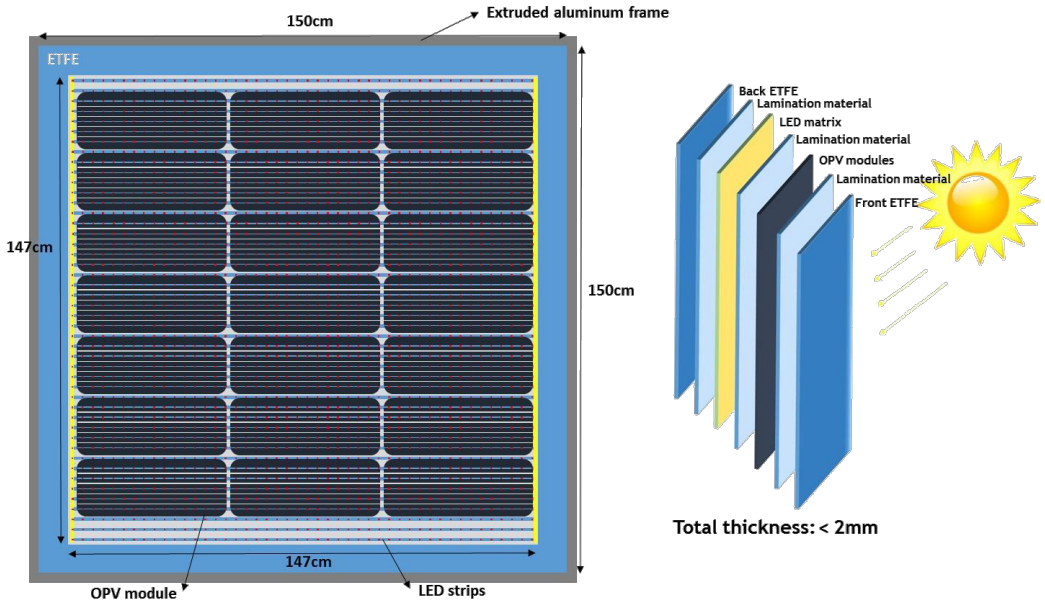 Extruded aluminum frame
150cm
ETFE
147cm
150cm
147cm
OPV module
LED strips
Back ETFE
Lamination material
LED matrix
Lamination material
OPV modules
Lamination material
Front ETFE
Total thickness: < 2mm